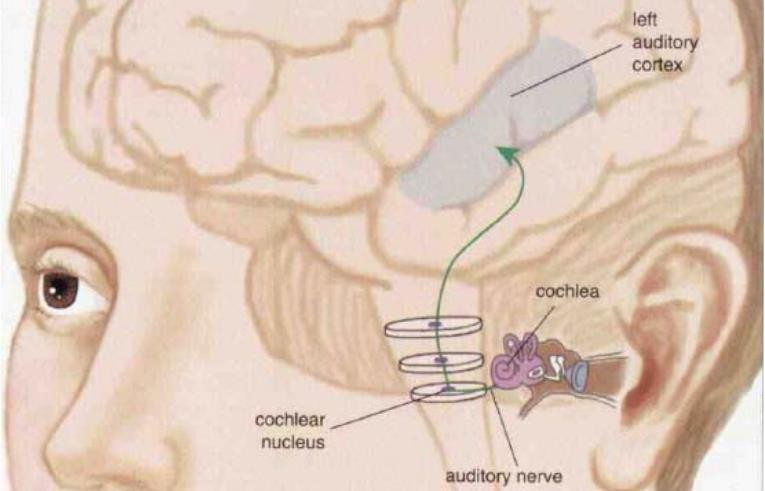 left
auditory
cortex
cochlea
cochlear
nucleus
auditory nerve